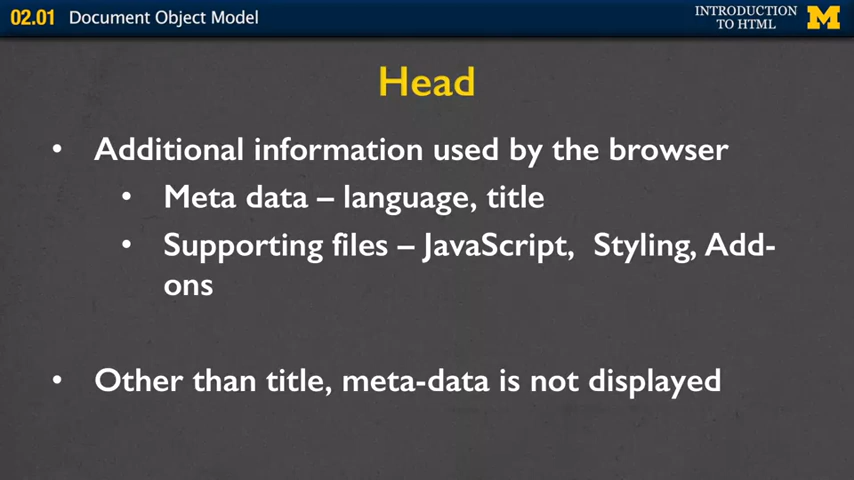 02.01 Document Object Model
INTRODUCTION
TO HTML
M
Head
• Additional information used by the browser
• Meta data – language, title
• Supporting files – JavaScript, Styling, Add-
ons
• Other than title, meta-data is not displayed